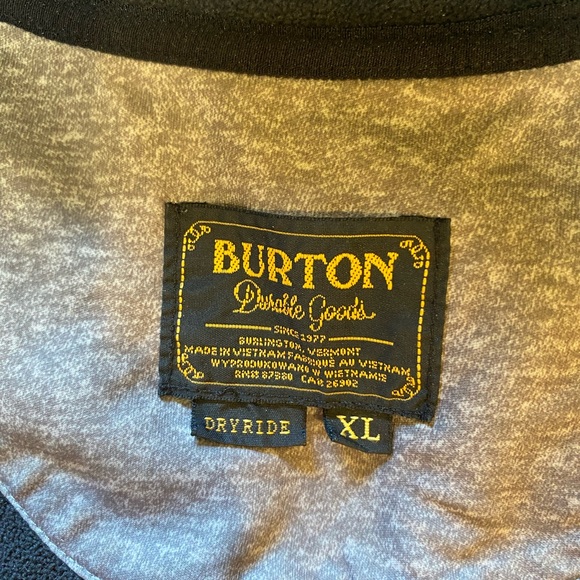 BURTON
Durable Goods
SINCE 1977
BURLINGTON, VERMONT
MADE IN VIETNAM FABRIQUE AU VIETNAM
WYPRODUKOWANO W WIETNAMIE
RN# 87580 CA# 26902
DRYRIDE
XL